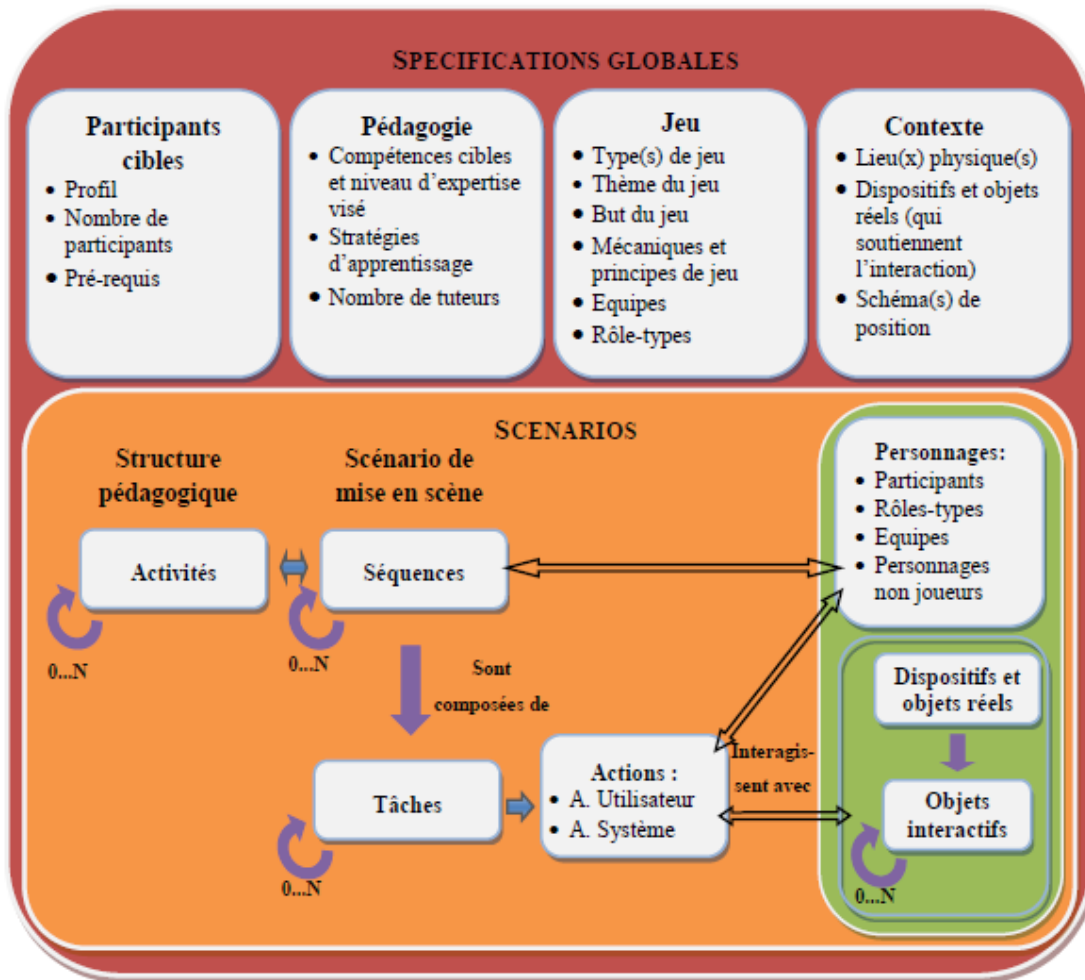 SPECIFICATIONS GLOBALES
Participants
cibles
• Profil
• Nombre de
participants
• Pré-requis
Pédagogie
• Compétences cibles
et niveau d'expertise
visé
• Stratégies
d'apprentissage
• Nombre de tuteurs
Jeu
• Type(s) de jeu
• Thème du jeu
• But du jeu
• Mécaniques et
principes de jeu
• Equipes
• Rôle-types
Contexte
• Lieu(x) physique(s)
• Dispositifs et objets
réels (qui
soutiennent
l'interaction)
• Schéma(s) de
position
SCENARIOS
Structure
pédagogique
Scénario de
mise en scène
Activités
0...N
Séquences
0...N
Sont
composées de
Tâches
0...N
Actions :
• A. Utilisateur
• A. Système
Interagis-
sent avec
Personnages:
• Participants
• Rôles-types
• Equipes
• Personnages
non joueurs
Dispositifs et
objets réels
Objets
interactifs
0...N